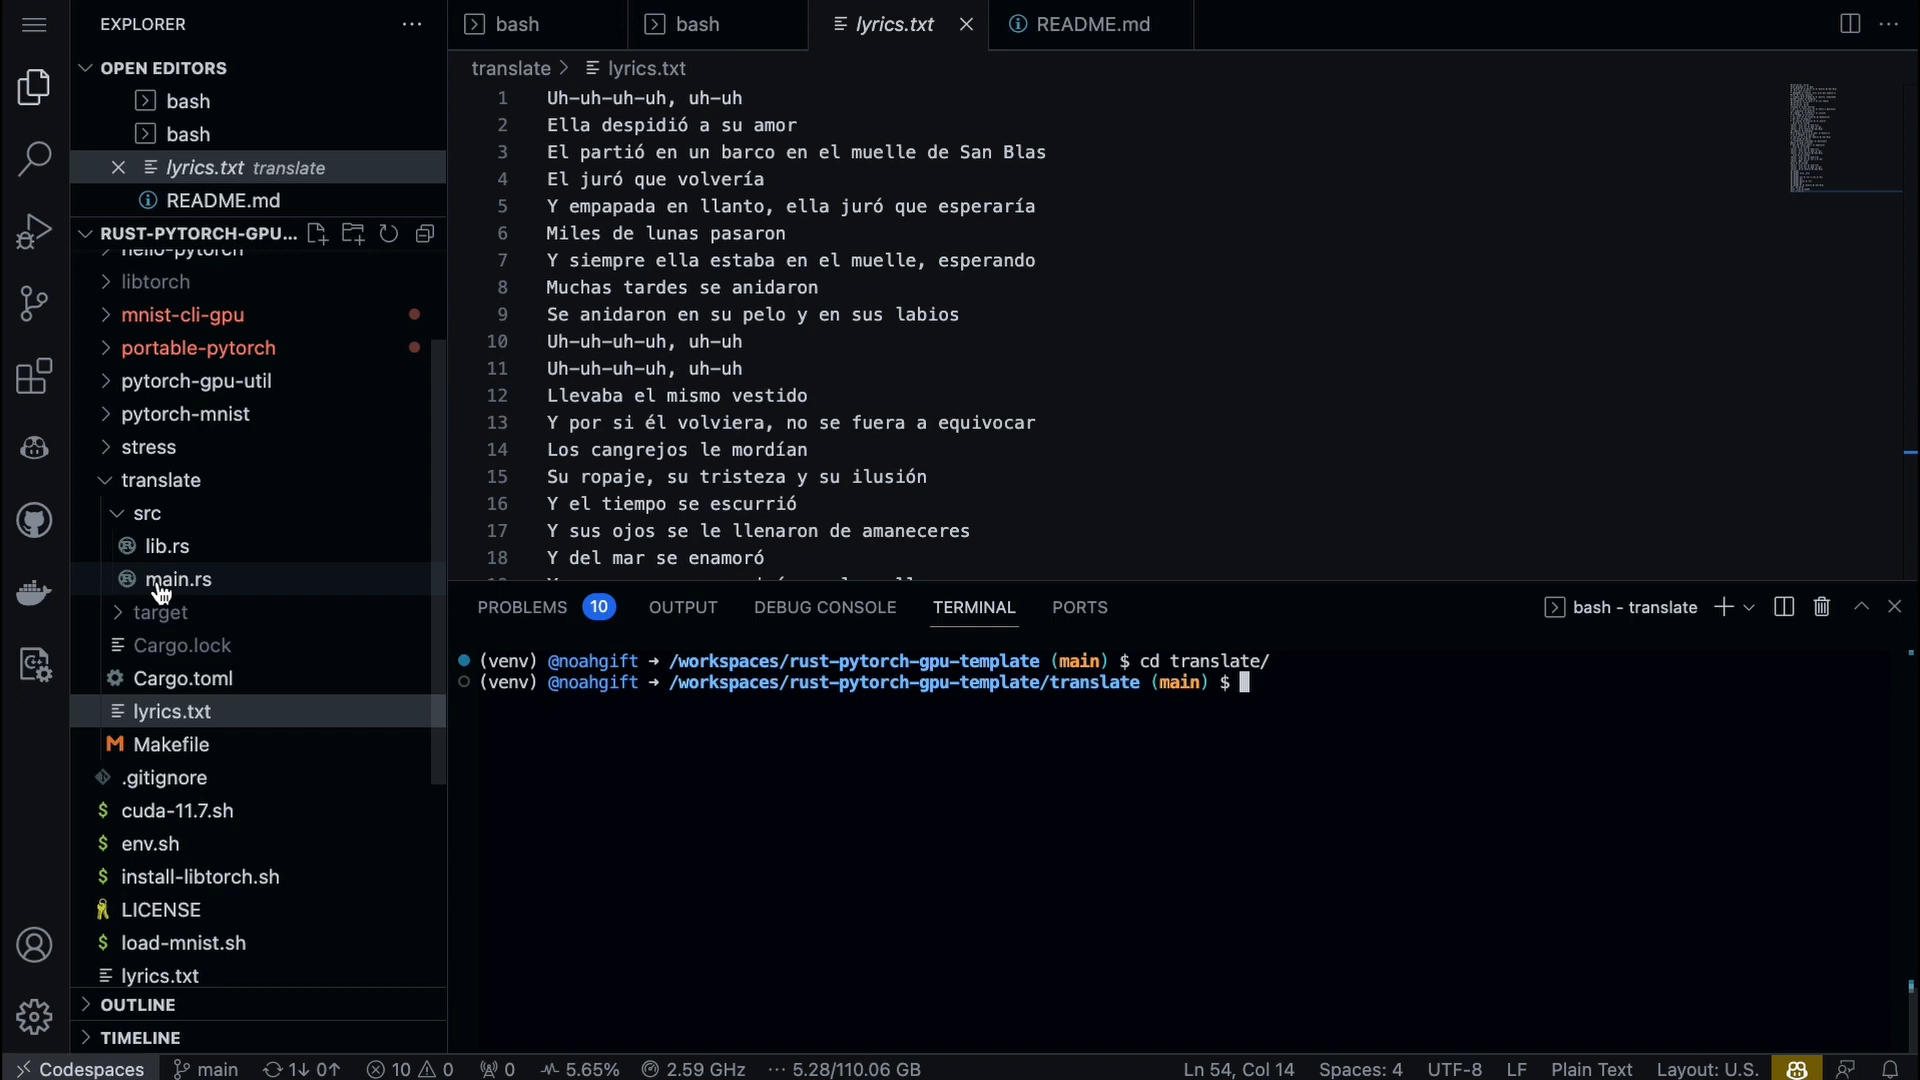 EXPLORER
OPEN EDITORS
bash
bash
lyrics.txt translate
README.md
RUST-PYTORCH-GPU...
hello-pytorch
libtorch
mnist-cli-gpu
portable-pytorch
pytorch-gpu-util
pytorch-mnist
stress
translate
src
lib.rs
main.rs
target
Cargo.lock
Cargo.toml
lyrics.txt
Makefile
.gitignore
cuda-11.7.sh
env.sh
install-libtorch.sh
LICENSE
load-mnist.sh
lyrics.txt
OUTLINE
TIMELINE
bash bash lyrics.txt README.md
translate > lyrics.txt
1 Uh-uh-uh-uh, uh-uh
2 Ella despidió a su amor
3 El partió en un barco en el muelle de San Blas
4 El juró que volvería
5 Y empapada en llanto, ella juró que esperaría
6 Miles de lunas pasaron
7 Y siempre ella estaba en el muelle, esperando
8 Muchas tardes se anidaron
9 Se anidaron en su pelo y en sus labios
10 Uh-uh-uh-uh, uh-uh
11 Uh-uh-uh-uh, uh-uh
12 Llevaba el mismo vestido
13 Y por si él volviera, no se fuera a equivocar
14 Los cangrejos le mordían
15 Su ropaje, su tristeza y su ilusión
16 Y el tiempo se escurrió
17 Y sus ojos se le llenaron de amaneceres
18 Y del mar se enamoró
PROBLEMS 10 OUTPUT DEBUG CONSOLE TERMINAL PORTS bash - translate
(venv) @noahgift → /workspaces/rust-pytorch-gpu-template (main) $ cd translate/
(venv) @noahgift → /workspaces/rust-pytorch-gpu-template/translate (main) $
Codespaces main 1↓ 0↑ 10 0 0 5.65% 2.59 GHz 5.28/110.06 GB Ln 54, Col 14 Spaces: 4 UTF-8 LF Plain Text Layout: U.S.